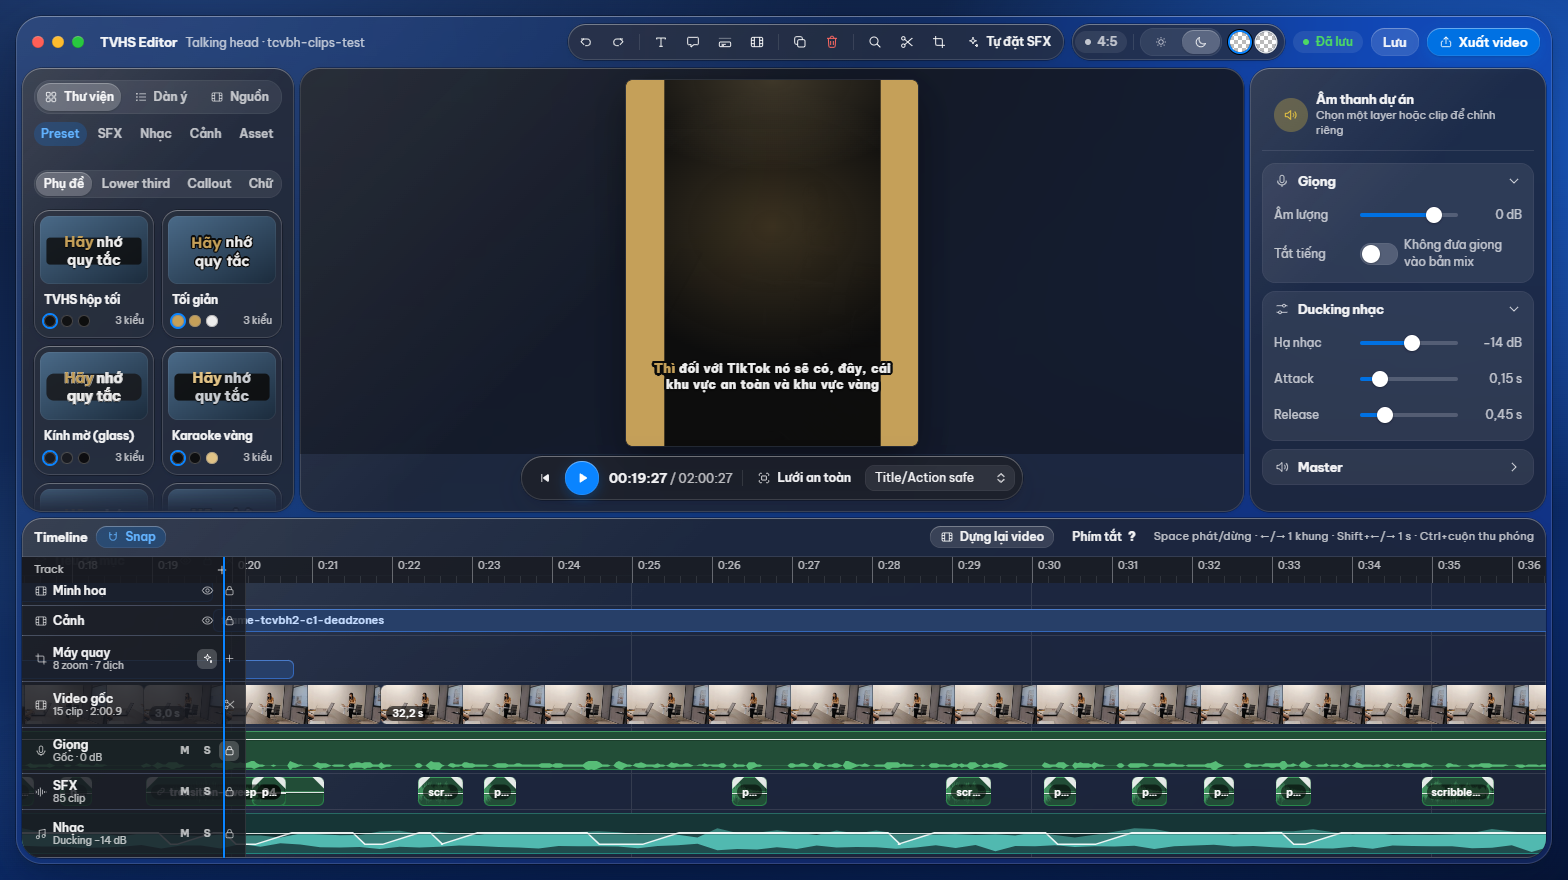 TVHS Editor Talking head · tcvbh-clips-test
Tự đặt SFX
4:5
Đã lưu
Lưu
Xuất video
Thư viện Dàn ý Nguồn
Preset SFX Nhạc Cảnh Asset
Phụ đề Lower third Callout Chữ
Hãy nhớ
quy tắc
TVHS hộp tối
3 kiểu
Hãy nhớ
quy tắc
Tối giản
3 kiểu
Hãy nhớ
quy tắc
Kính mờ (glass)
3 kiểu
Hãy nhớ
quy tắc
Karaoke vàng
3 kiểu
Thì đối với TikTok nó sẽ có, đây, cái
khu vực an toàn và khu vực vàng
00:19:27 / 02:00:27
Lưới an toàn
Title/Action safe
Âm thanh dự án
Chọn một layer hoặc clip để chỉnh
riêng
Giọng
Âm lượng 0 dB
Tắt tiếng Không đưa giọng
vào bản mix
Ducking nhạc
Hạ nhạc -14 dB
Attack 0,15 s
Release 0,45 s
Master
Timeline Snap
Dựng lại video
Phím tắt ?
Space phát/dừng · ←/→ 1 khung · Shift+←/→ 1 s · Ctrl+cuộn thu phóng
Track
0:18 0:19 0:20 0:21 0:22 0:23 0:24 0:25 0:26 0:27 0:28 0:29 0:30 0:31 0:32 0:33 0:34 0:35 0:36
Minh hoạ
Cảnh
me-tcvbh2-c1-deadzones
Máy quay
8 zoom · 7 dịch
Video gốc
15 clip · 2:00.9
3,0 s
32,2 s
Giọng
Gốc · 0 dB
M S
SFX
85 clip
M S
scr... p... p... scr... p... p... p... p... scribble...
Nhạc
Ducking -14 dB
M S